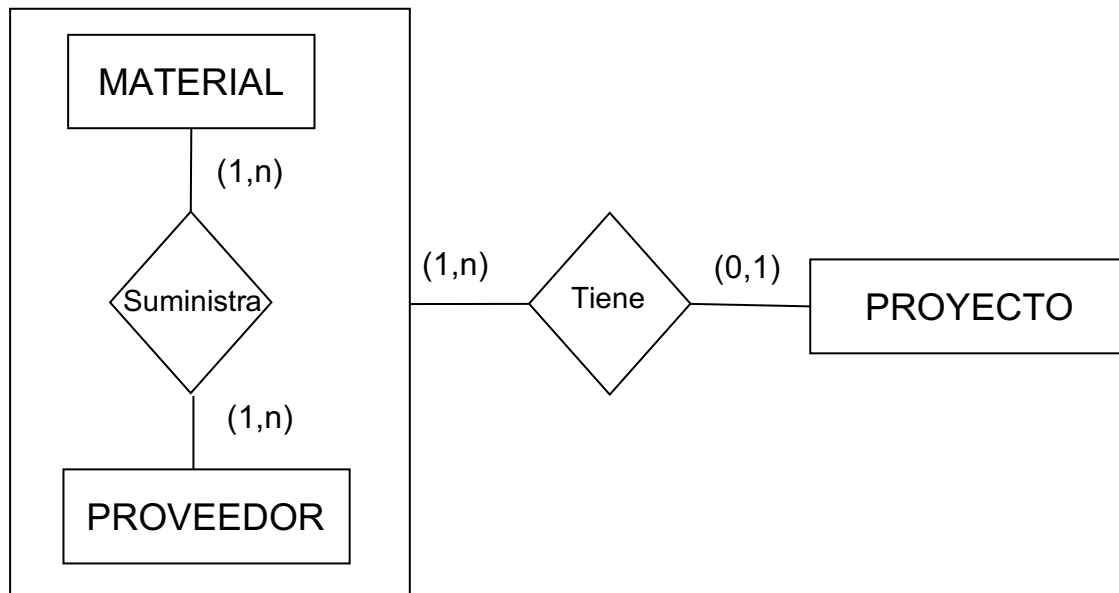 MATERIAL
(1,n)
Suministra
(1,n)
PROVEEDOR
(1,n)
Tiene
(0,1)
PROYECTO